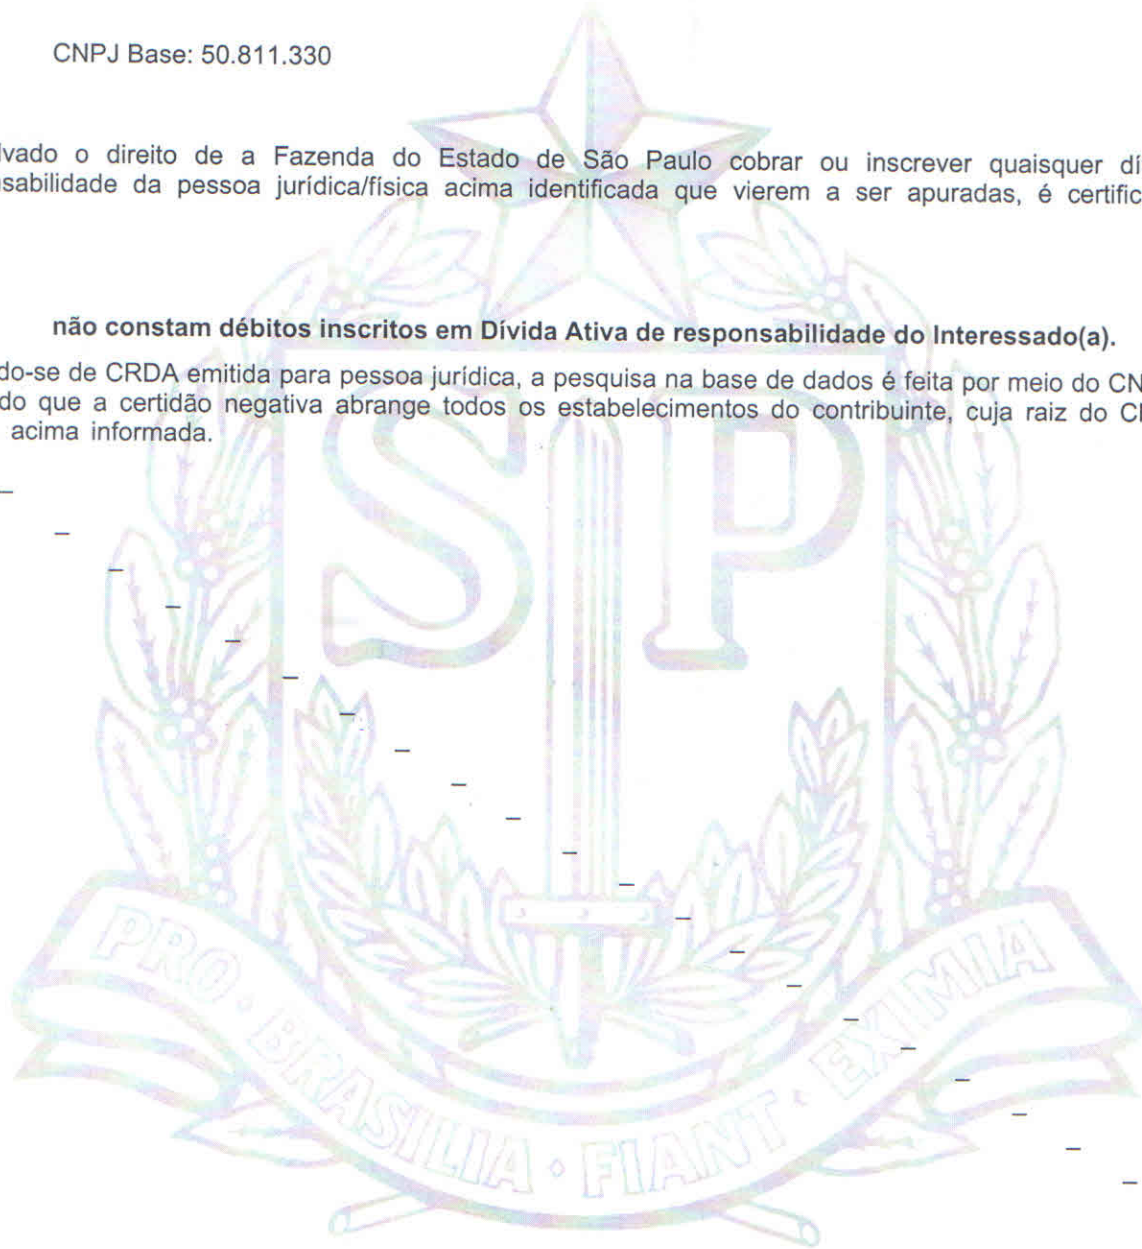 CNPJ Base: 50.811.330
lvado o direito de a Fazenda do Estado de São Paulo cobrar ou inscrever quaisquer dí
nsabilidade da pessoa jurídica/física acima identificada que vierem a ser apuradas, é certific
não constam débitos inscritos em Dívida Ativa de responsabilidade do Interessado(a).
do-se de CRDA emitida para pessoa jurídica, a pesquisa na base de dados é feita por meio do CN
do que a certidão negativa abrange todos os estabelecimentos do contribuinte, cuja raiz do C
acima informada.
SP
PRO • BRASILIA • FIANT • EXIMIA